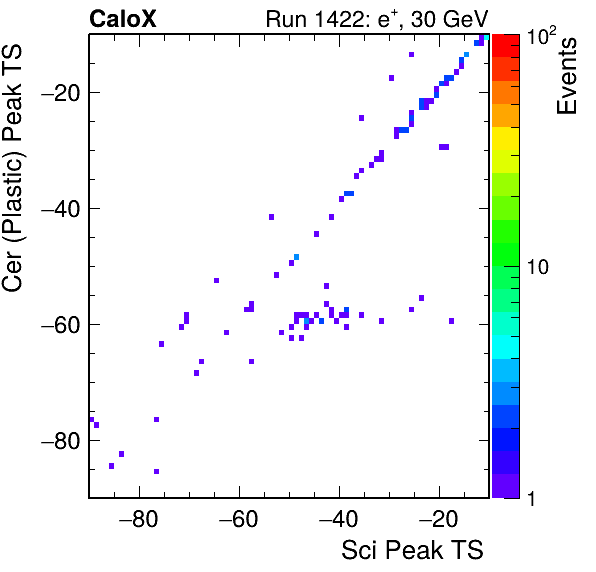 CaloX Run 1422: e⁺, 30 GeV
Cer (Plastic) Peak TS
−20
−40
−60
−80
−80 −60 −40 −20
Sci Peak TS
10²
10
1
Events